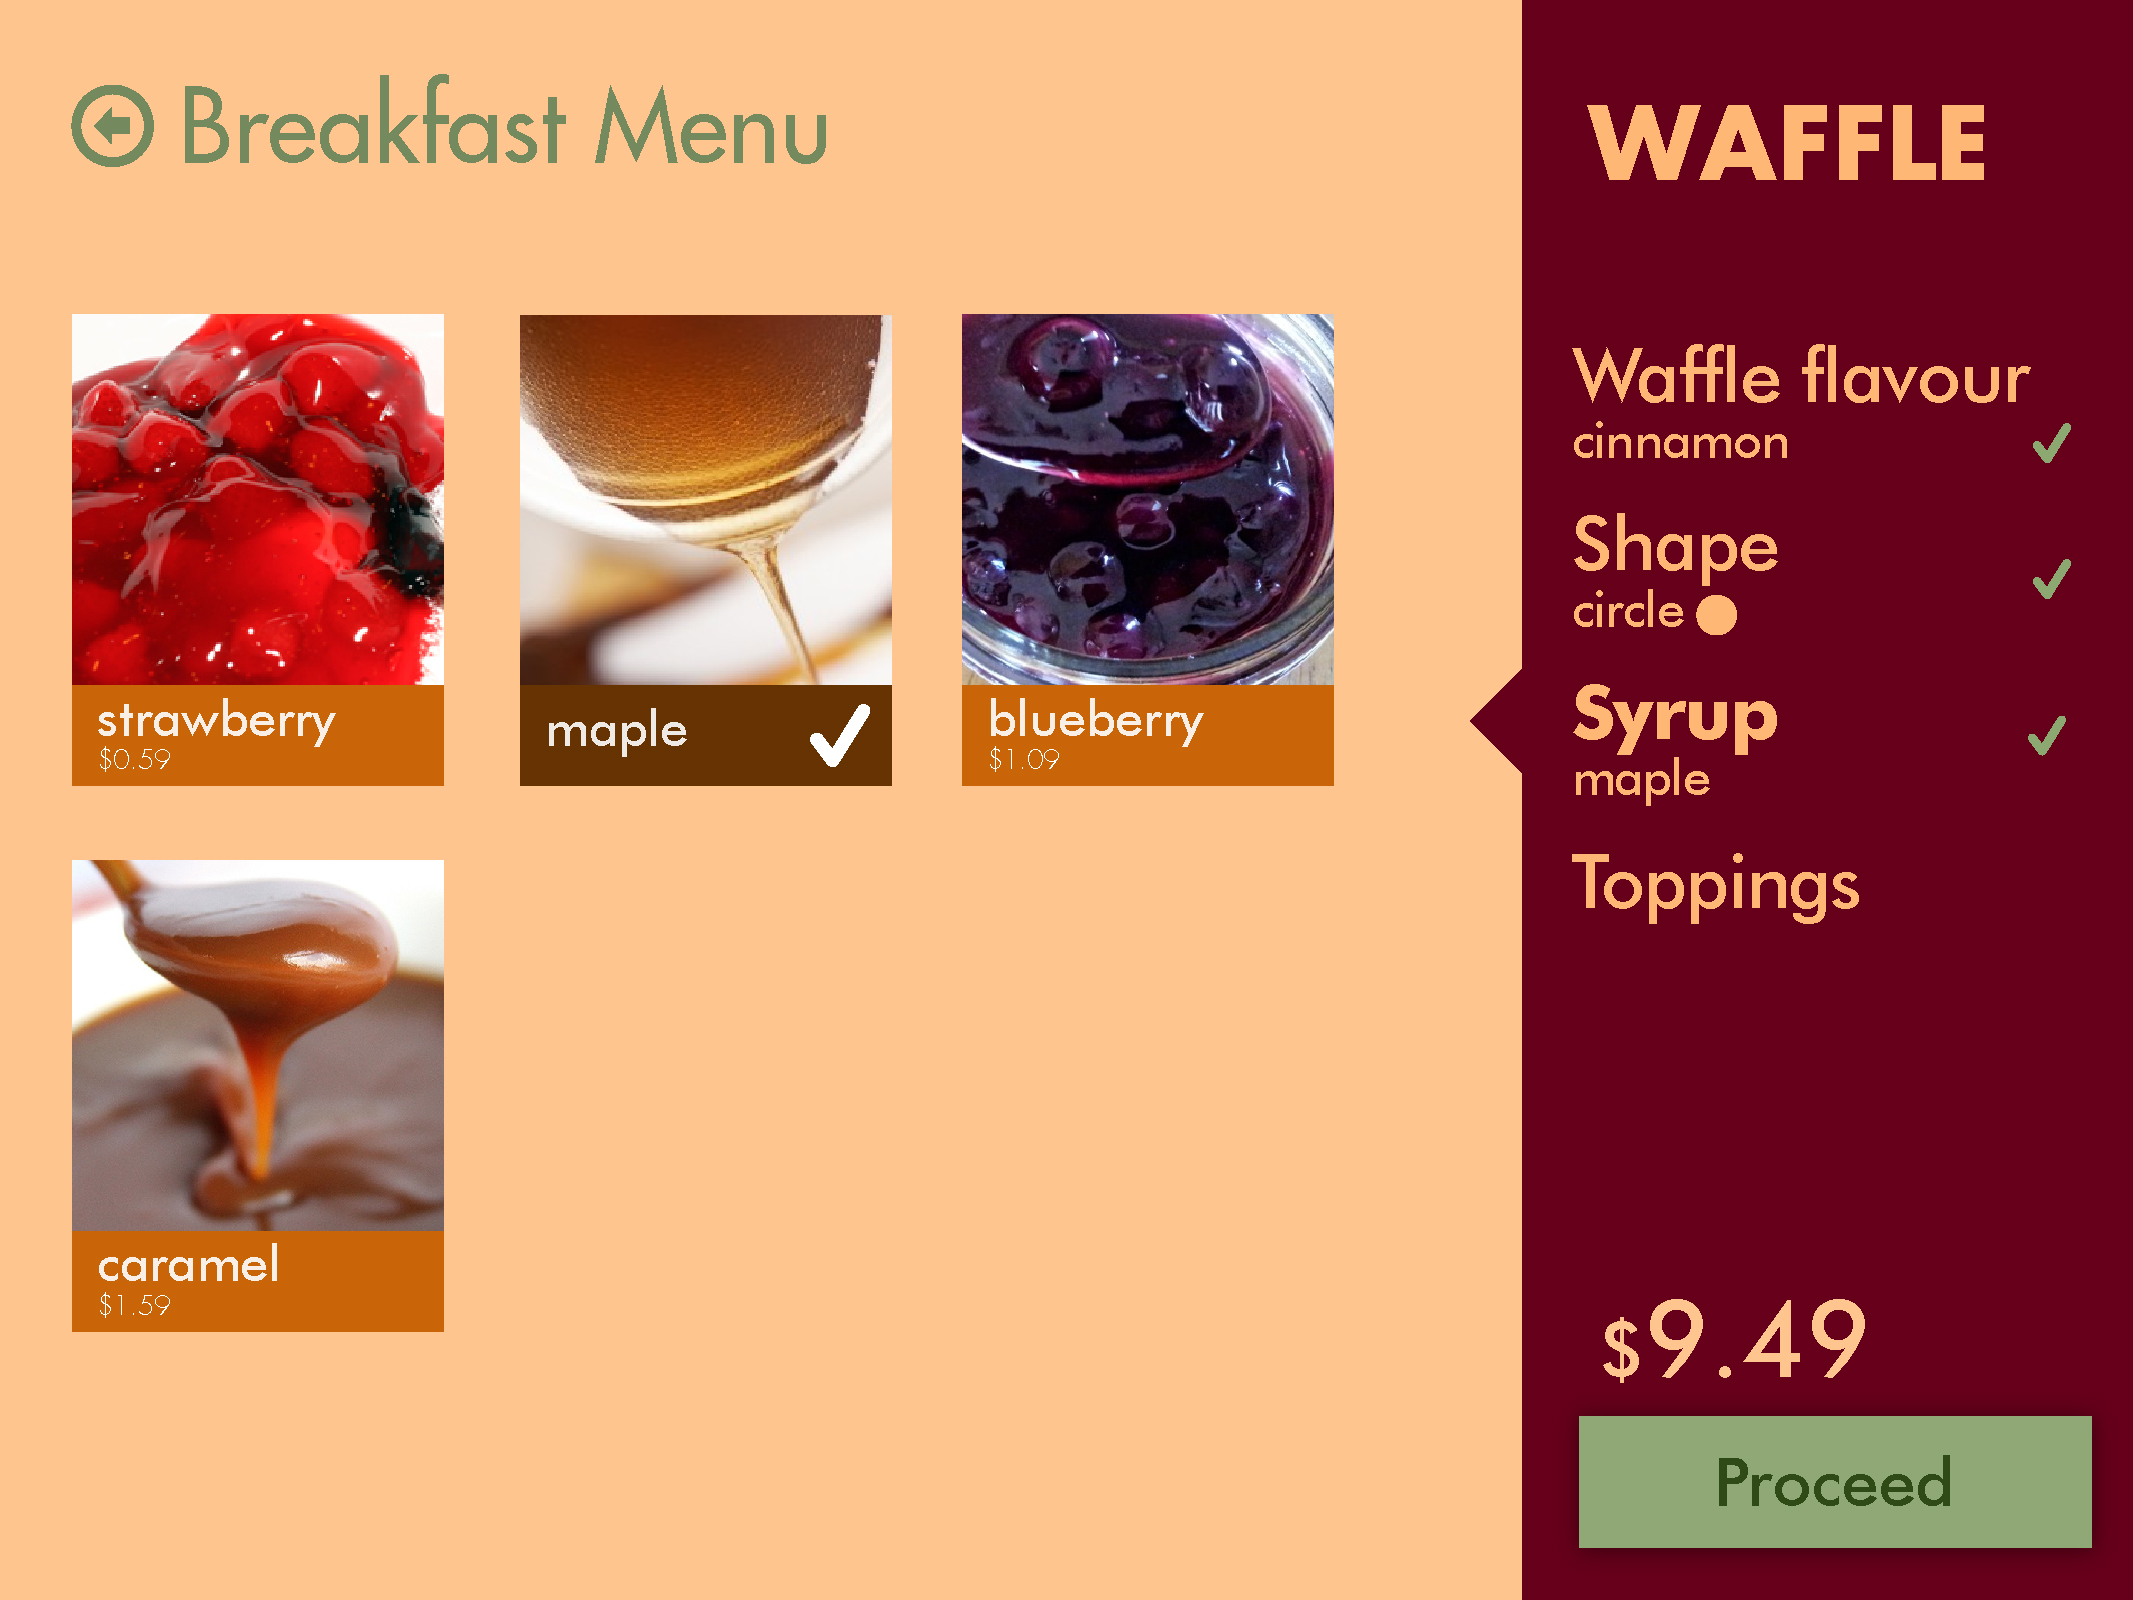 Breakfast Menu
strawberry
$0.59
maple
blueberry
$1.09
caramel
$1.59
WAFFLE
Waffle flavour
cinnamon
Shape
circle
Syrup
maple
Toppings
$9.49
Proceed